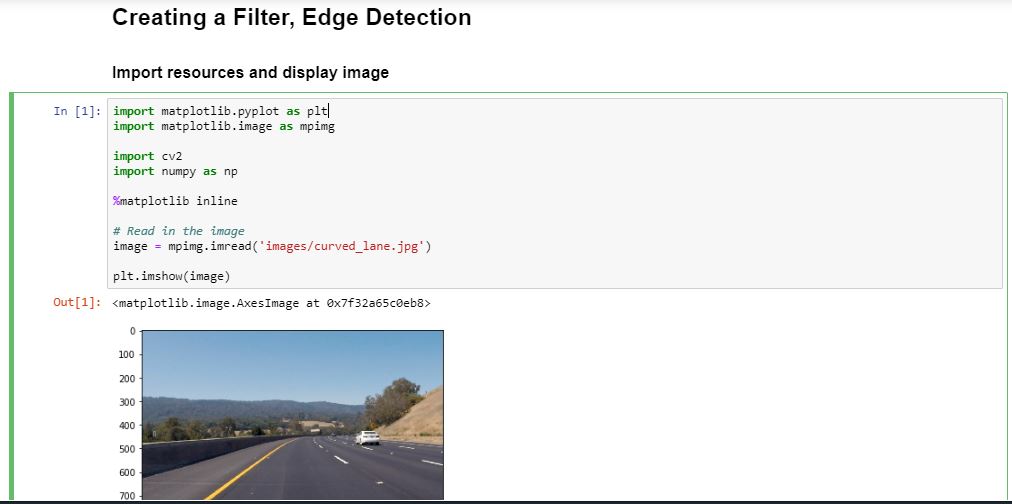 Creating a Filter, Edge Detection
Import resources and display image
In [1]: import matplotlib.pyplot as plt
import matplotlib.image as mpimg
import cv2
import numpy as np
%matplotlib inline
# Read in the image
image = mpimg.imread('images/curved_lane.jpg')
plt.imshow(image)
Out[1]: <matplotlib.image.AxesImage at 0x7f32a65c0eb8>
0
100
200
300
400
500
600
700